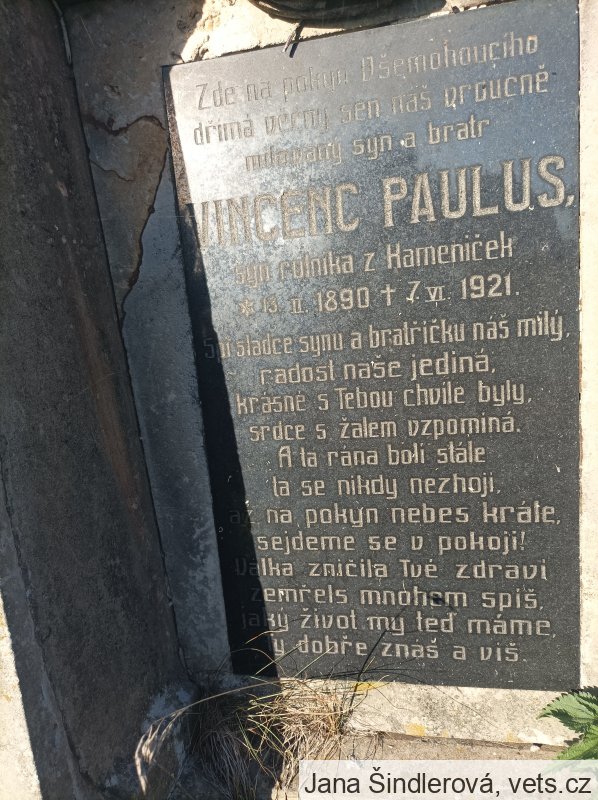 Zde na pokyn Všemohoucího
dřímá věčný sen náš vroucně
milovaný syn a bratr
VINCENC PAULUS,
syn rolníka z Kameniček
* 13. II. 1890 + 7. VI. 1921.
Spi sladce synu a bratříčku náš milý,
radost naše jediná,
krásné s Tebou chvíle byly,
srdce s žalem vzpomíná.
A ta rána bolí stále
ta se nikdy nezhojí,
až na pokyn nebes krále,
sejdeme se v pokoji!
Válka zničila Tvé zdraví
zemřels mnohem spíš,
jaký život my teď máme,
Ty dobře znáš a víš.
Jana Šindlerová, vets.cz